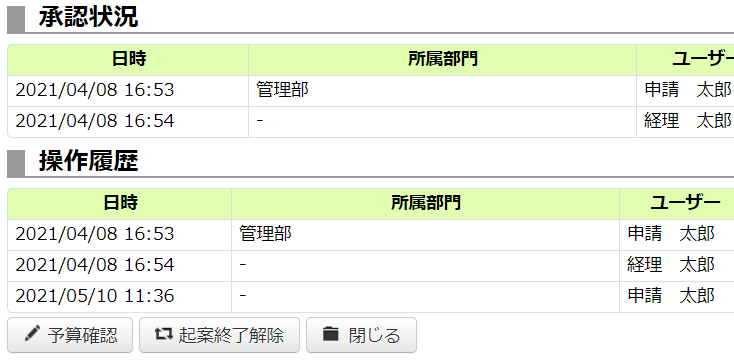 承認状況
日時 所属部門 ユーザー
2021/04/08 16:53 管理部 申請 太郎
2021/04/08 16:54 - 経理 太郎
操作履歴
日時 所属部門 ユーザー
2021/04/08 16:53 管理部 申請 太郎
2021/04/08 16:54 - 経理 太郎
2021/05/10 11:36 - 申請 太郎
予算確認 起案終了解除 閉じる